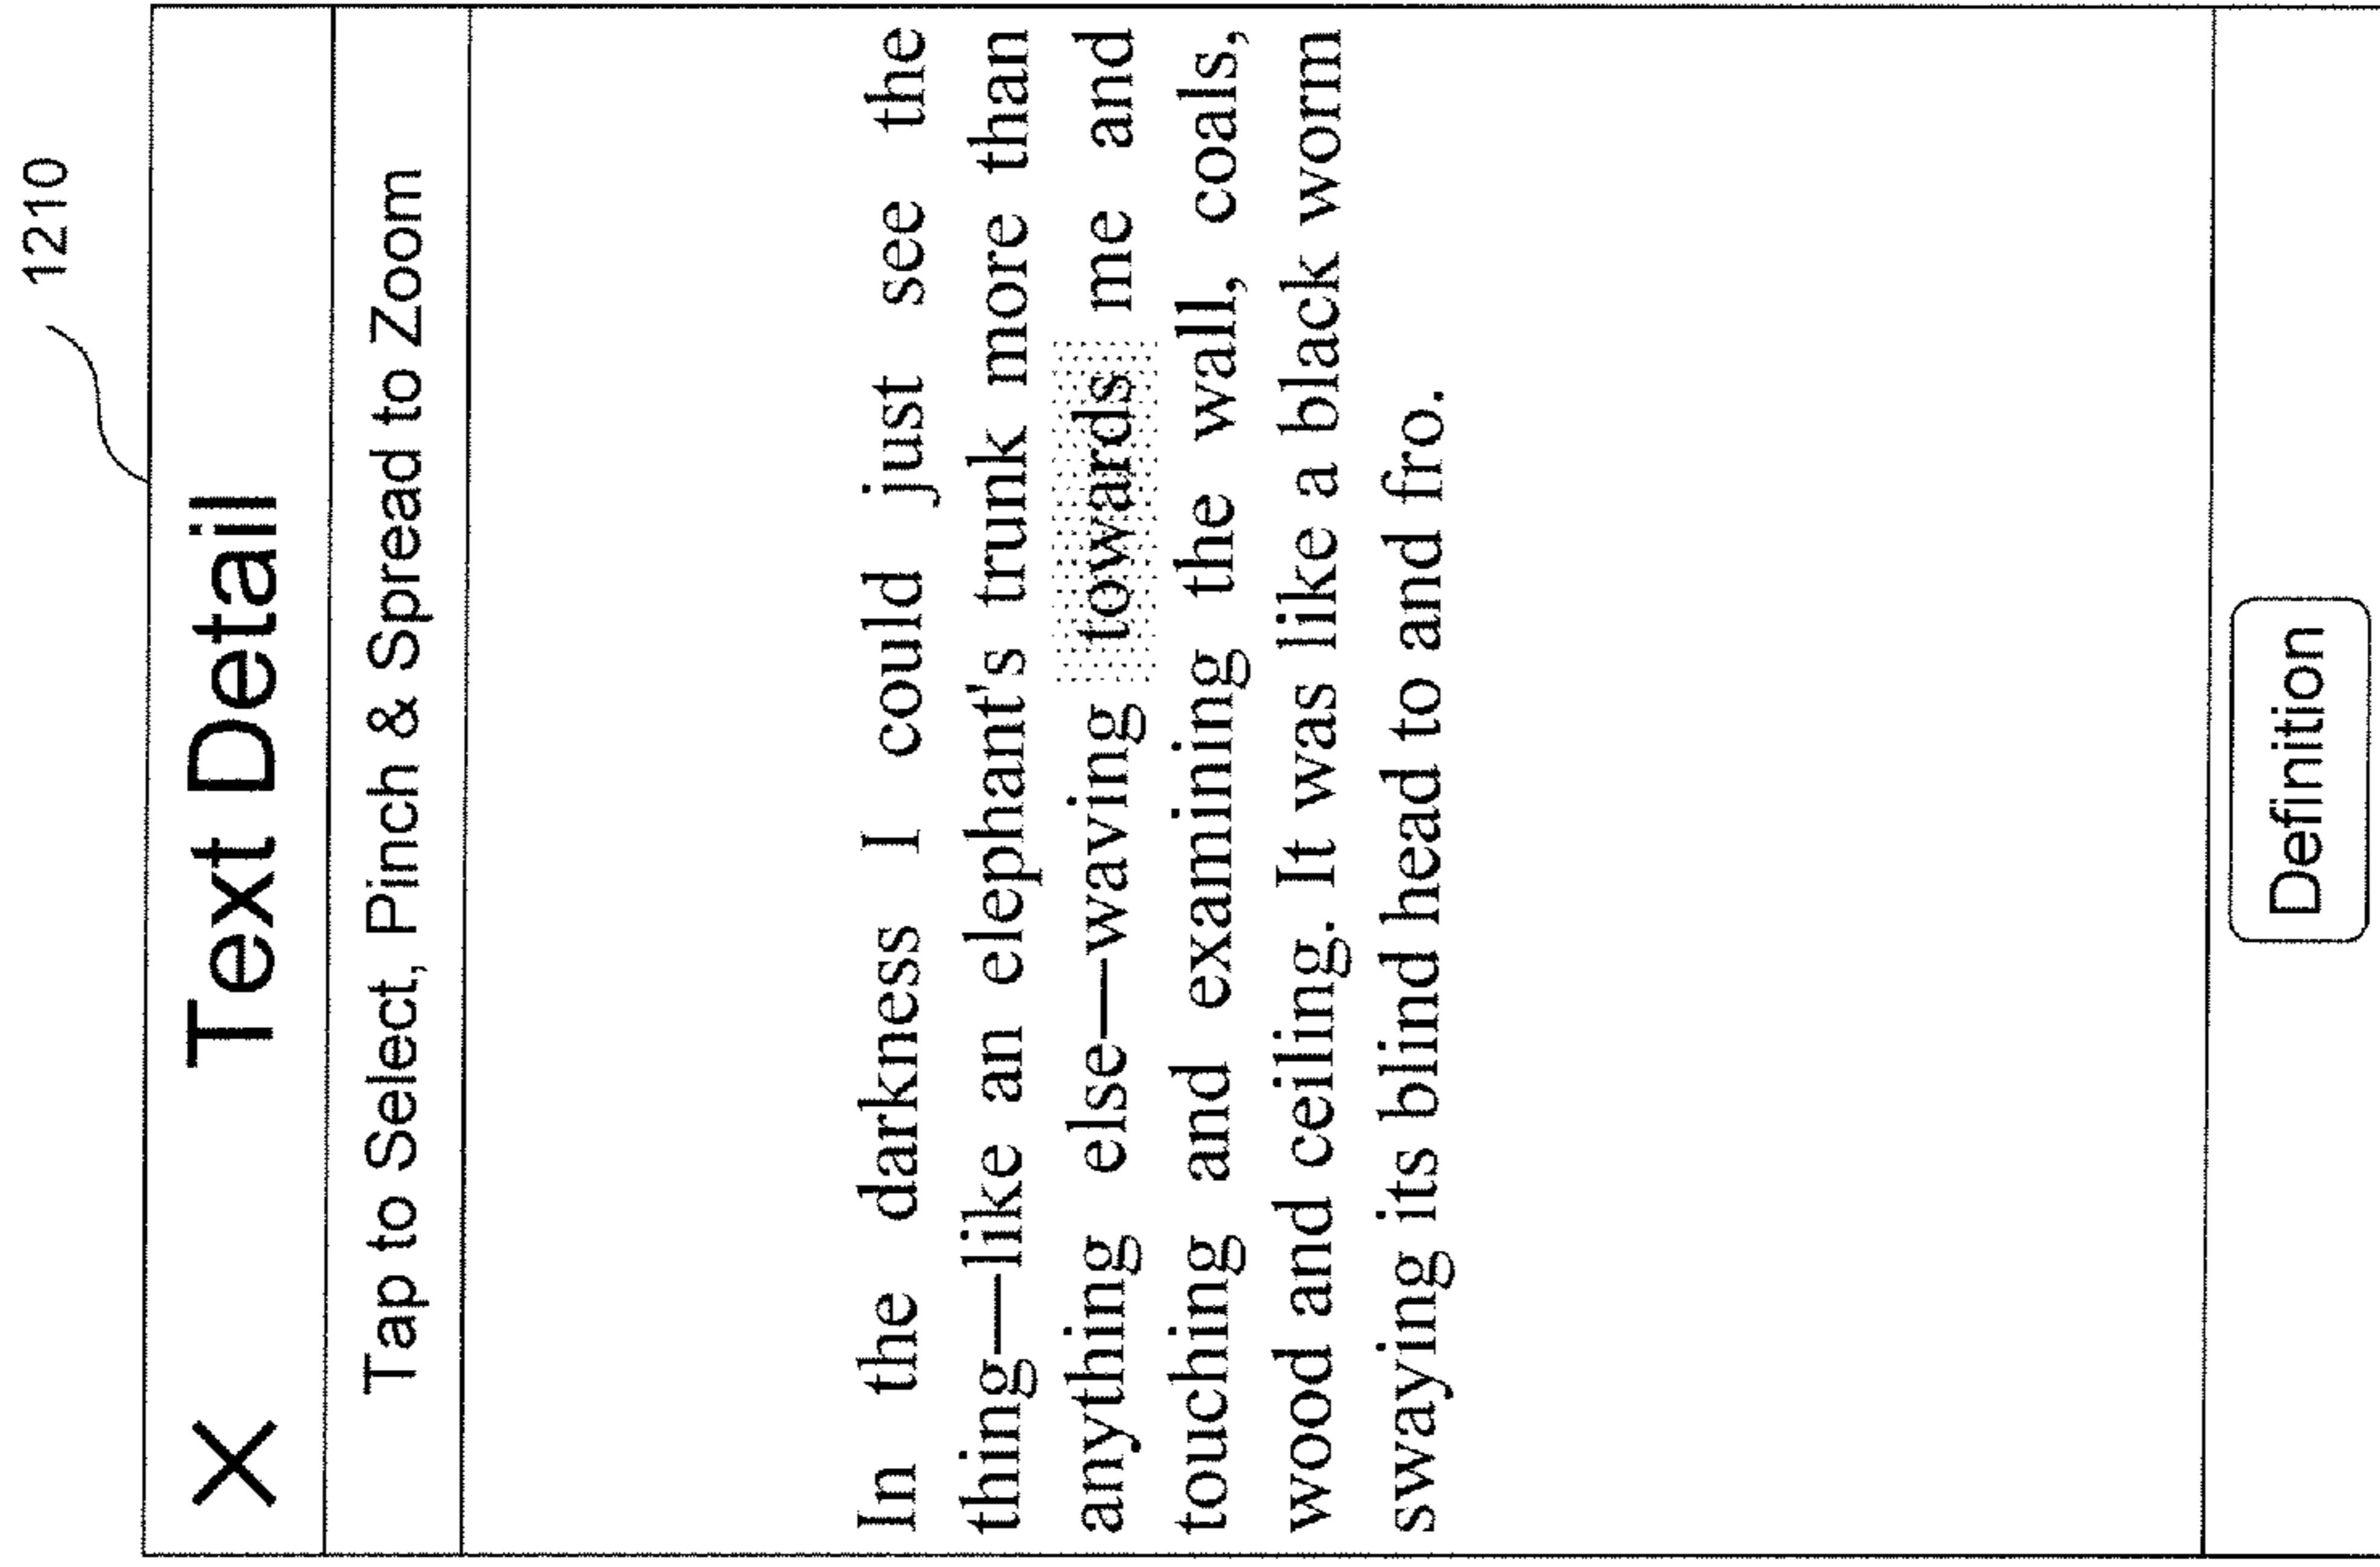 1210
X Text Detail
Tap to Select, Pinch & Spread to Zoom
In the darkness I could just see the
thing—like an elephant's trunk more than
anything else—waving towards me and
touching and examining the wall, coals,
wood and ceiling. It was like a black worm
swaying its blind head to and fro.
Definition